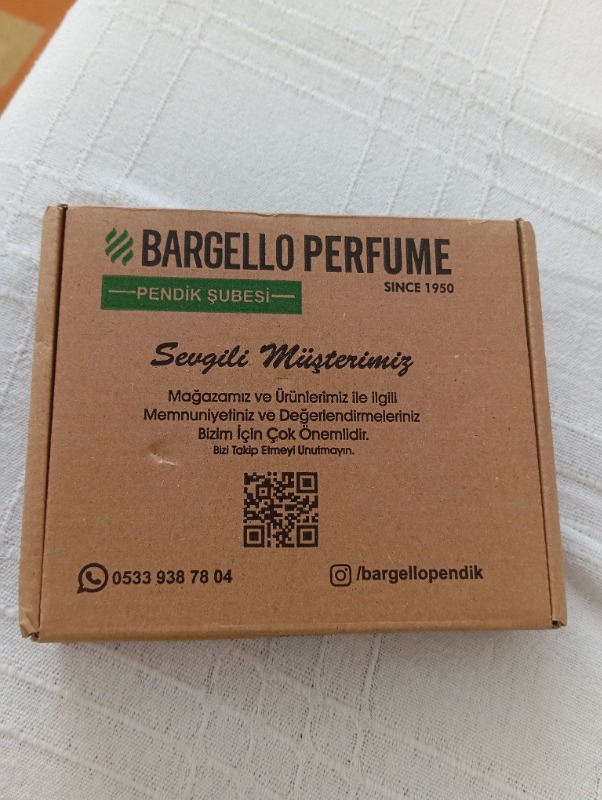 BARGELLO PERFUME
SINCE 1950
PENDİK ŞUBESİ
Sevgili Müşterimiz
Mağazamız ve Ürünlerimiz ile ilgili
Memnuniyetiniz ve Değerlendirmeleriniz
Bizim İçin Çok Önemlidir.
Bizi Takip Etmeyi Unutmayın.
0533 938 78 04
/bargellopendik